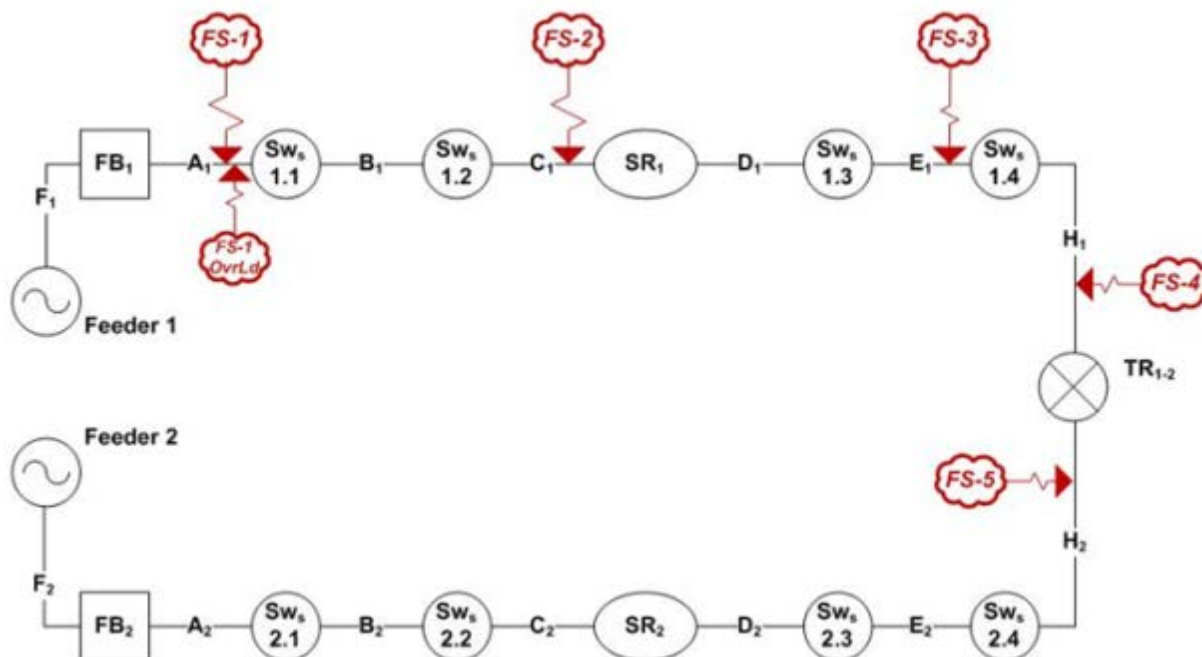 FS-1
FS-2
FS-3
FB₁
A₁
Swₛ
1.1
B₁
Swₛ
1.2
C₁
SR₁
D₁
Swₛ
1.3
E₁
Swₛ
1.4
F₁
FS-1
OvrLd
H₁
FS-4
Feeder 1
TR₁₋₂
Feeder 2
FS-5
H₂
F₂
FB₂
A₂
Swₛ
2.1
B₂
Swₛ
2.2
C₂
SR₂
D₂
Swₛ
2.3
E₂
Swₛ
2.4